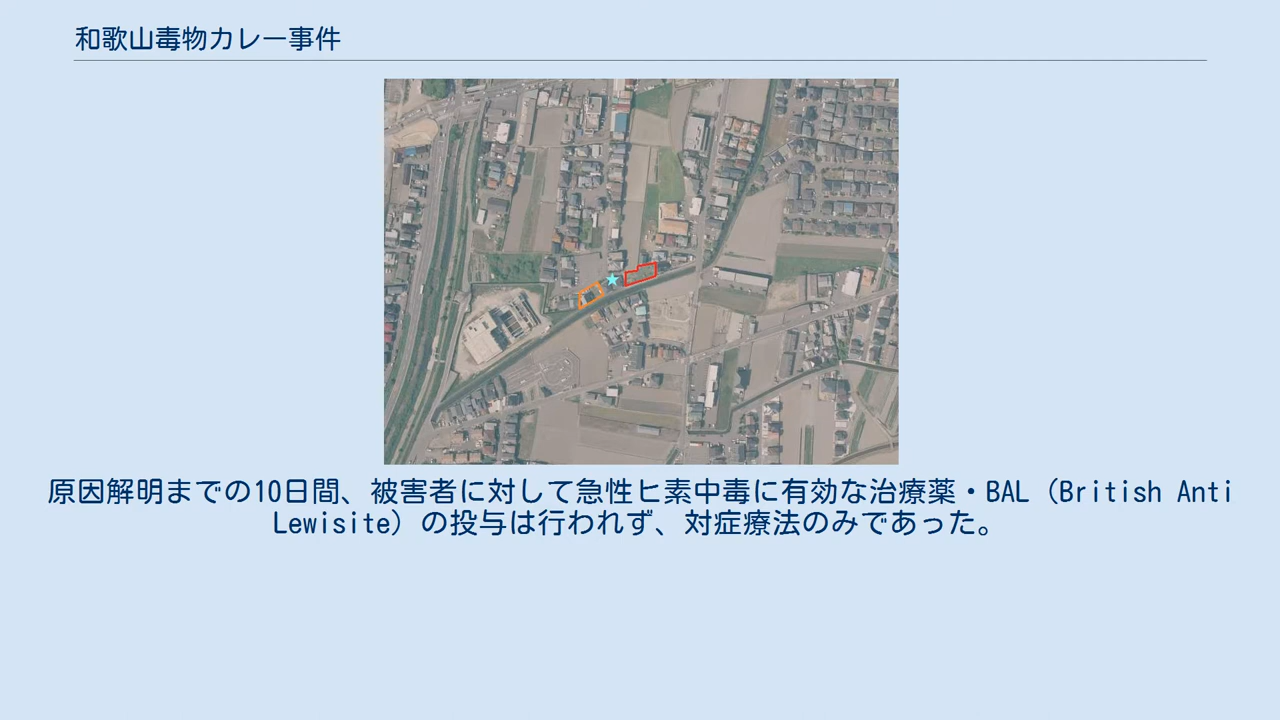 和歌山毒物カレー事件
原因解明までの10日間、被害者に対して急性ヒ素中毒に有効な治療薬・BAL（British Anti
Lewisite）の投与は行われず、対症療法のみであった。